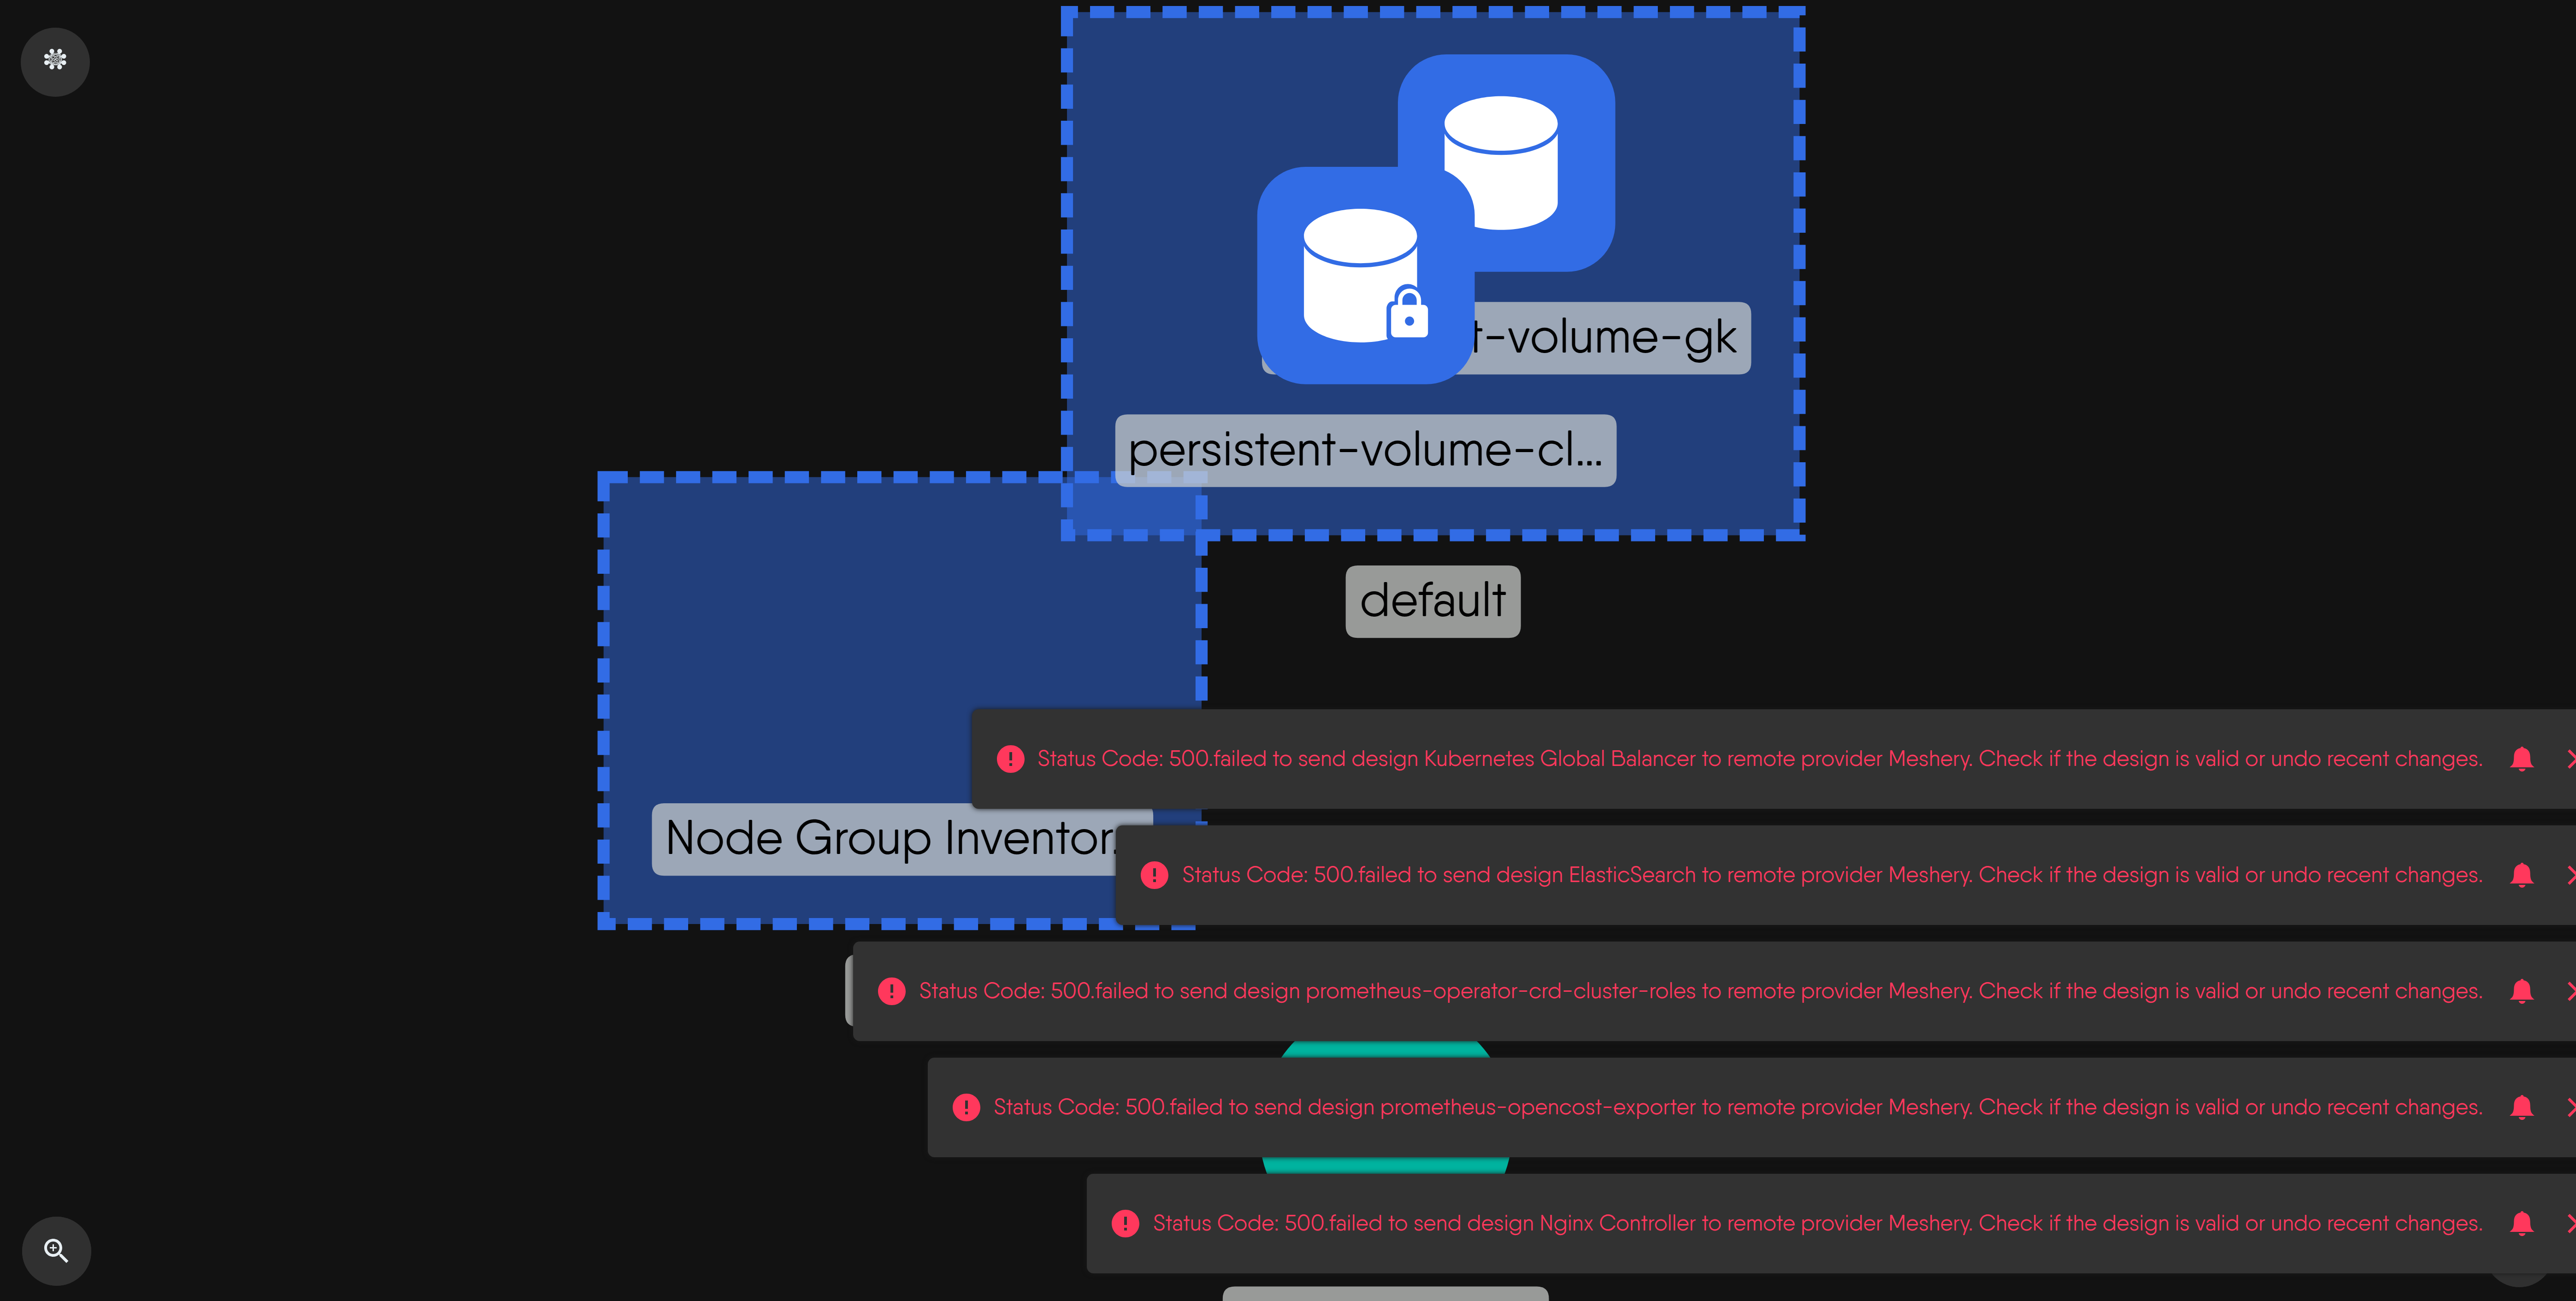 t-volume-gk
persistent-volume-cl...
default
Status Code: 500.failed to send design Kubernetes Global Balancer to remote provider Meshery. Check if the design is valid or undo recent changes.
Node Group Inventor
Status Code: 500.failed to send design ElasticSearch to remote provider Meshery. Check if the design is valid or undo recent changes.
Status Code: 500.failed to send design prometheus-operator-crd-cluster-roles to remote provider Meshery. Check if the design is valid or undo recent changes.
Status Code: 500.failed to send design prometheus-opencost-exporter to remote provider Meshery. Check if the design is valid or undo recent changes.
Status Code: 500.failed to send design Nginx Controller to remote provider Meshery. Check if the design is valid or undo recent changes.